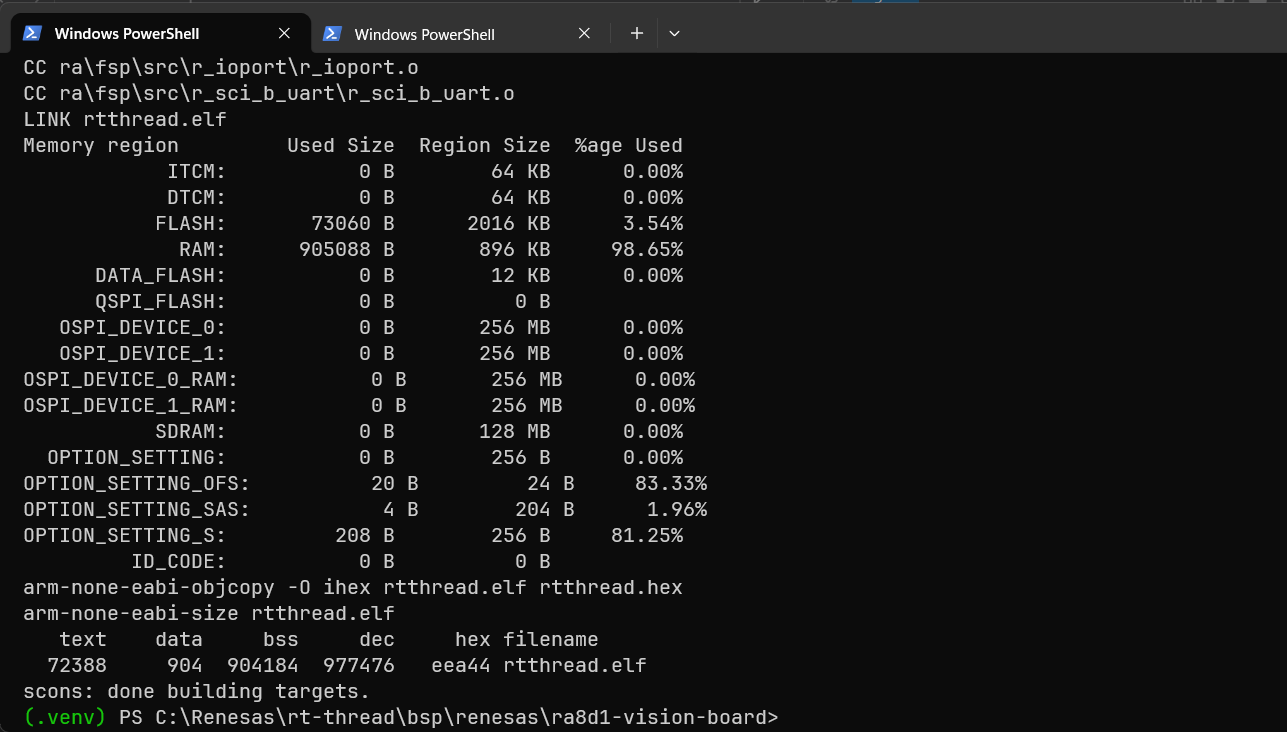 Windows PowerShell
Windows PowerShell
CC ra\fsp\src\r_ioport\r_ioport.o
CC ra\fsp\src\r_sci_b_uart\r_sci_b_uart.o
LINK rtthread.elf
Memory region         Used Size  Region Size  %age Used
            ITCM:           0 B        64 KB      0.00%
            DTCM:           0 B        64 KB      0.00%
           FLASH:       73060 B      2016 KB      3.54%
             RAM:      905088 B       896 KB     98.65%
      DATA_FLASH:           0 B        12 KB      0.00%
      QSPI_FLASH:           0 B          0 B
   OSPI_DEVICE_0:           0 B       256 MB      0.00%
   OSPI_DEVICE_1:           0 B       256 MB      0.00%
OSPI_DEVICE_0_RAM:           0 B       256 MB      0.00%
OSPI_DEVICE_1_RAM:           0 B       256 MB      0.00%
           SDRAM:           0 B       128 MB      0.00%
  OPTION_SETTING:           0 B        256 B      0.00%
OPTION_SETTING_OFS:          20 B         24 B     83.33%
OPTION_SETTING_SAS:           4 B        204 B      1.96%
OPTION_SETTING_S:         208 B        256 B     81.25%
         ID_CODE:           0 B          0 B
arm-none-eabi-objcopy -O ihex rtthread.elf rtthread.hex
arm-none-eabi-size rtthread.elf
   text    data     bss     dec     hex filename
  72388     904  904184  977476   eea44 rtthread.elf
scons: done building targets.
(.venv) PS C:\Renesas\rt-thread\bsp\renesas\ra8d1-vision-board>